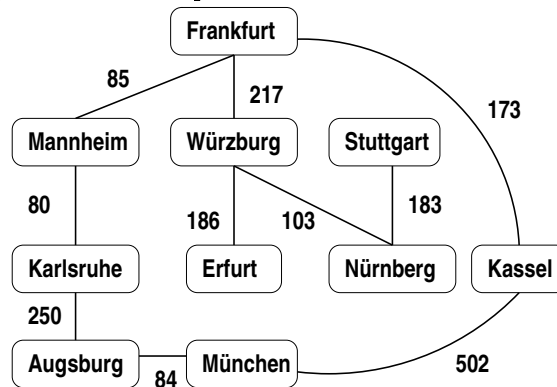 Frankfurt
85
217
173
Mannheim
Würzburg
Stuttgart
80
186
103
183
Karlsruhe
Erfurt
Nürnberg
Kassel
250
Augsburg
84
München
502